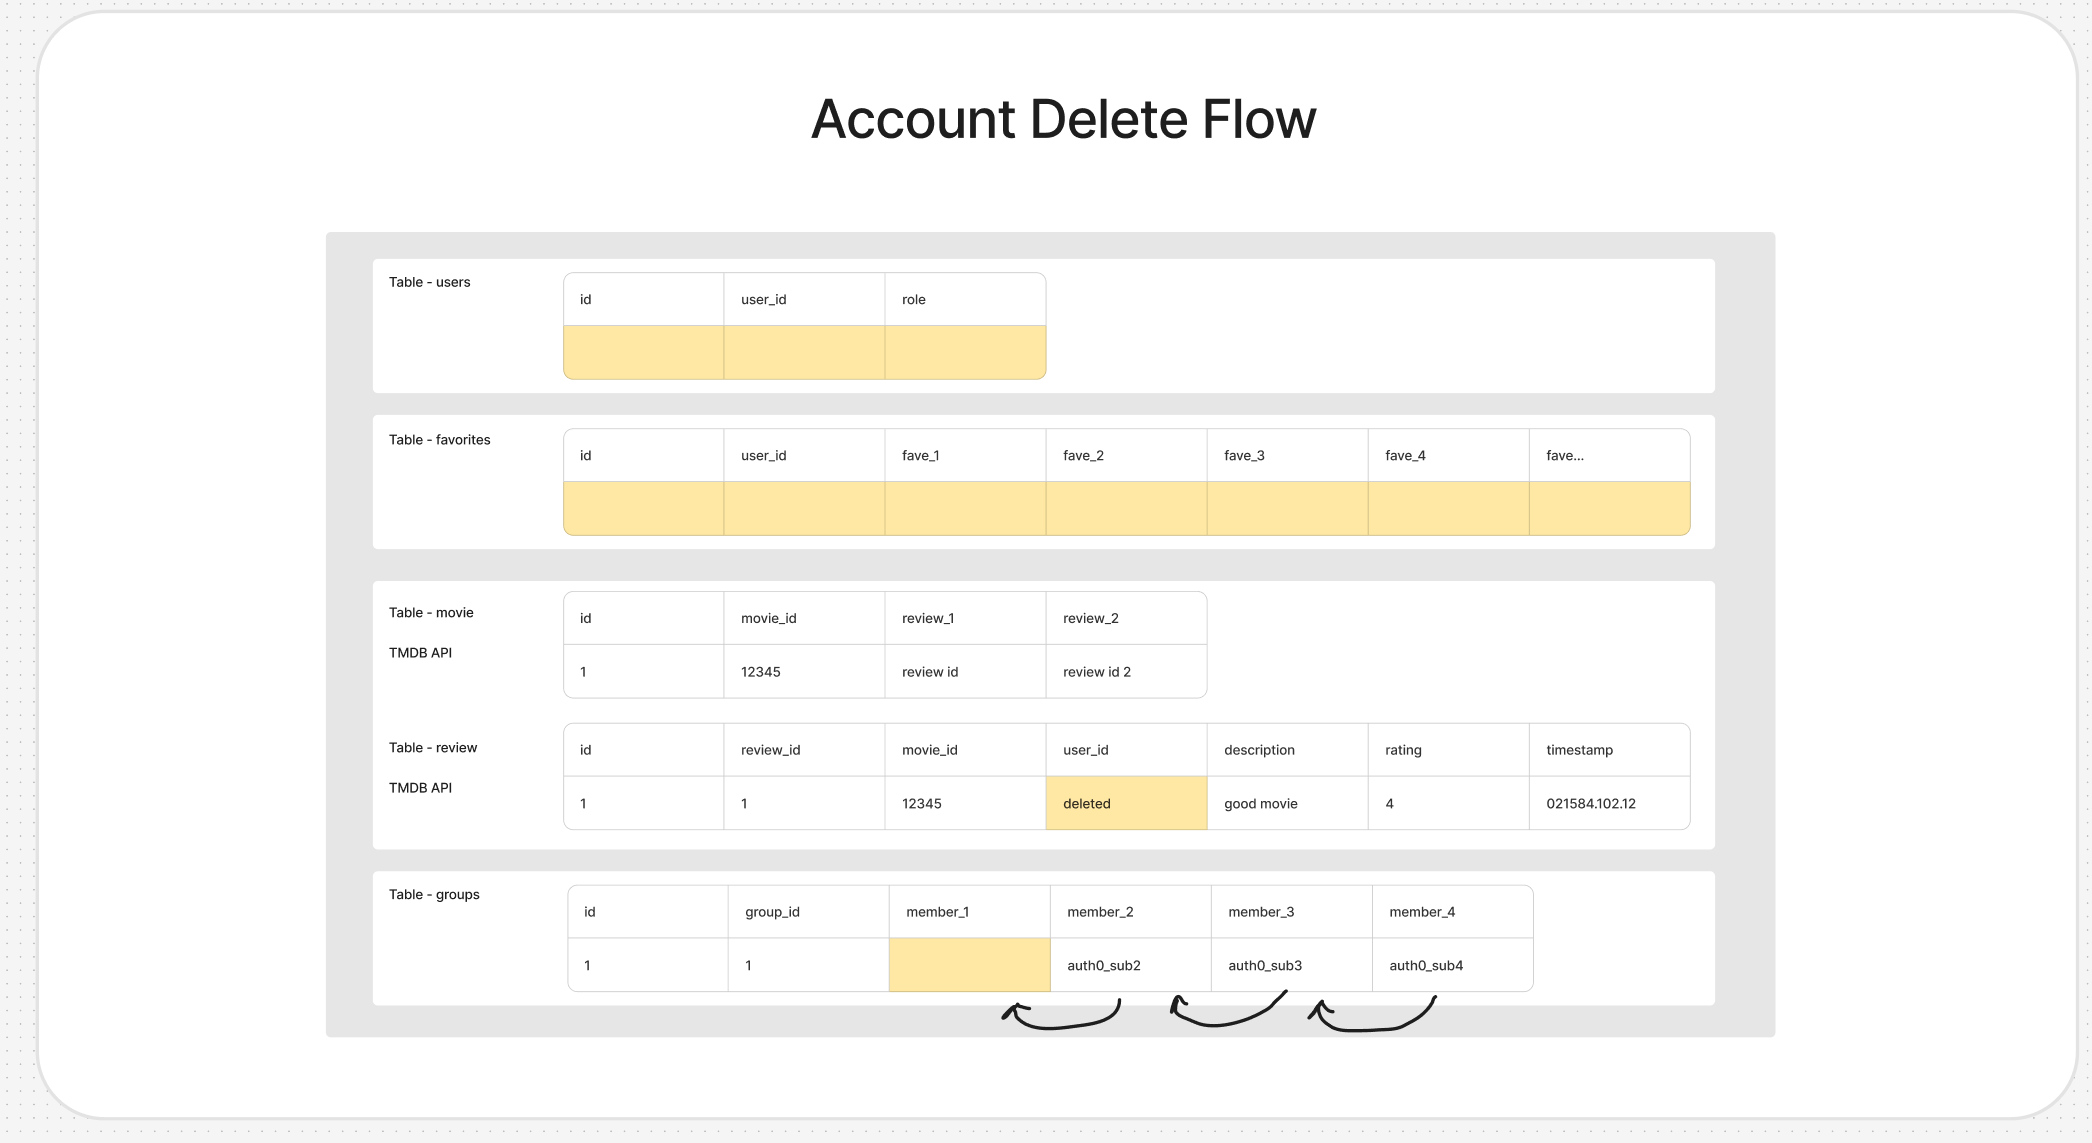 Account Delete Flow
Table - users
id user_id role
Table - favorites
id user_id fave_1 fave_2 fave_3 fave_4 fave...
Table - movie
TMDB API
id movie_id review_1 review_2
1 12345 review id review id 2
Table - review
TMDB API
id review_id movie_id user_id description rating timestamp
1 1 12345 deleted good movie 4 021584.102.12
Table - groups
id group_id member_1 member_2 member_3 member_4
1 1 auth0_sub2 auth0_sub3 auth0_sub4